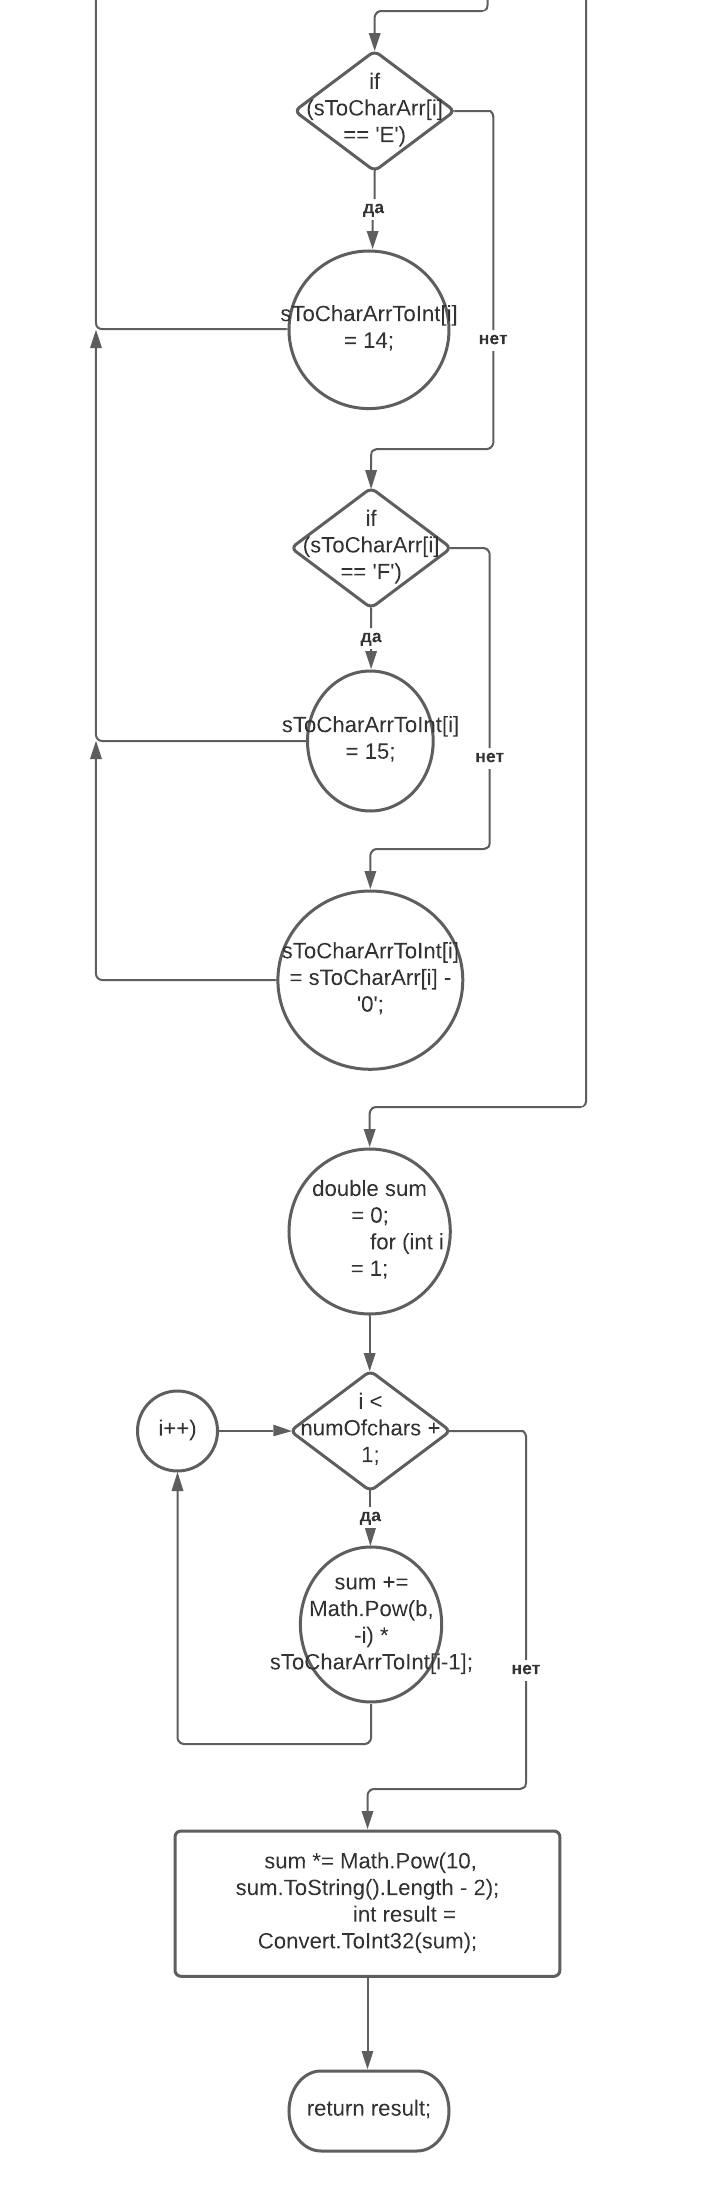 if
(sToCharArr[i]
== 'E')
да
sToCharArrToInt[i]
= 14;
нет
if
(sToCharArr[i]
== 'F')
да
sToCharArrToInt[i]
= 15;
нет
sToCharArrToInt[i]
= sToCharArr[i] -
'0';
double sum
= 0;
for (int i
= 1;
i++)
i <
numOfchars +
1;
да
sum +=
Math.Pow(b,
-i) *
sToCharArrToInt[i-1];
нет
sum *= Math.Pow(10,
sum.ToString().Length - 2);
int result =
Convert.ToInt32(sum);
return result;